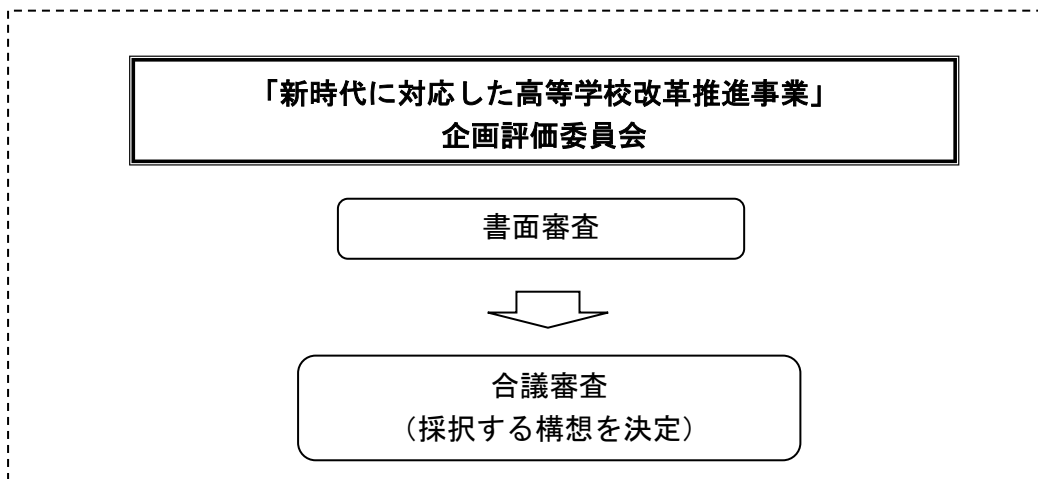 「新時代に対応した高等学校改革推進事業」
企画評価委員会
書面審査
合議審査
（採択する構想を決定）